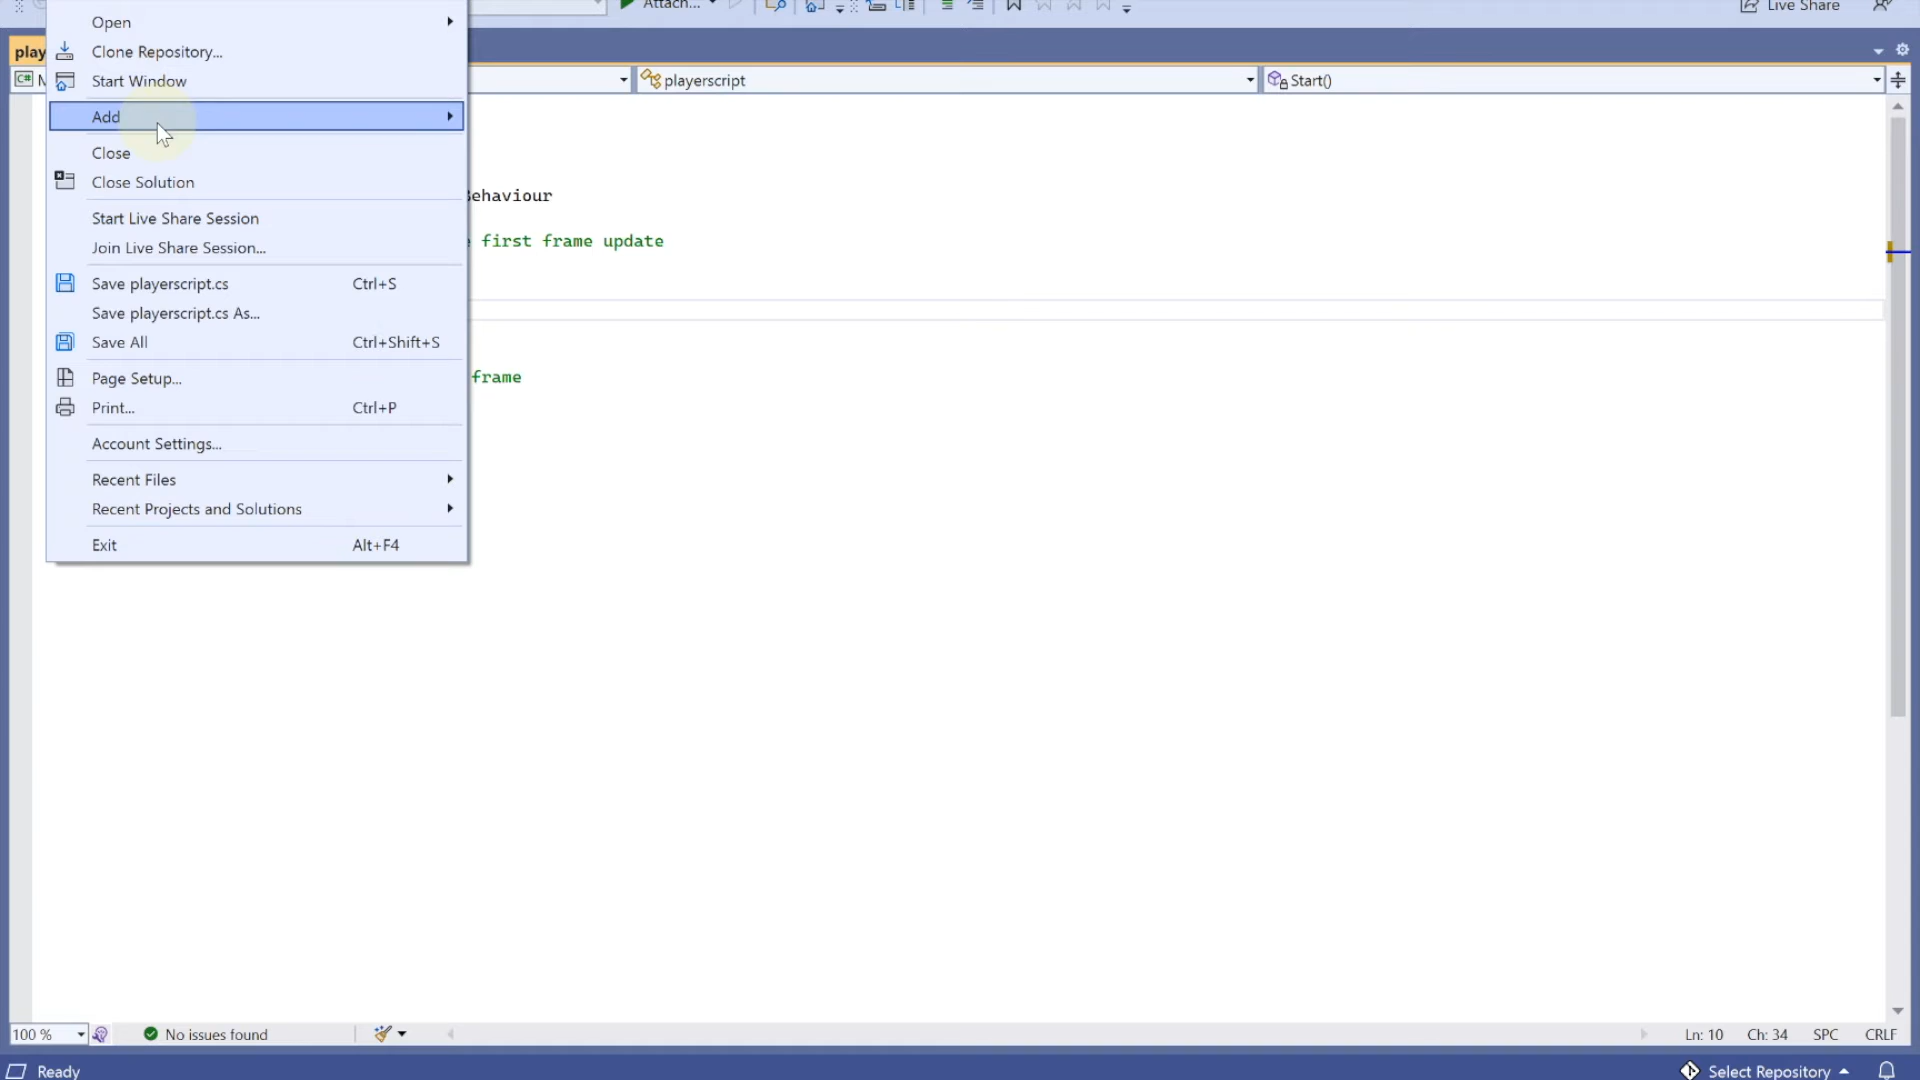 Attach...
Live Share
Open
Clone Repository...
Start Window
Add
Close
Close Solution
Start Live Share Session
Join Live Share Session...
Save playerscript.cs Ctrl+S
Save playerscript.cs As...
Save All Ctrl+Shift+S
Page Setup...
Print... Ctrl+P
Account Settings...
Recent Files
Recent Projects and Solutions
Exit Alt+F4
play
C# M
playerscript
Start()
Behaviour
first frame update
frame
100 %
No issues found
Ln: 10 Ch: 34 SPC CRLF
Ready
Select Repository